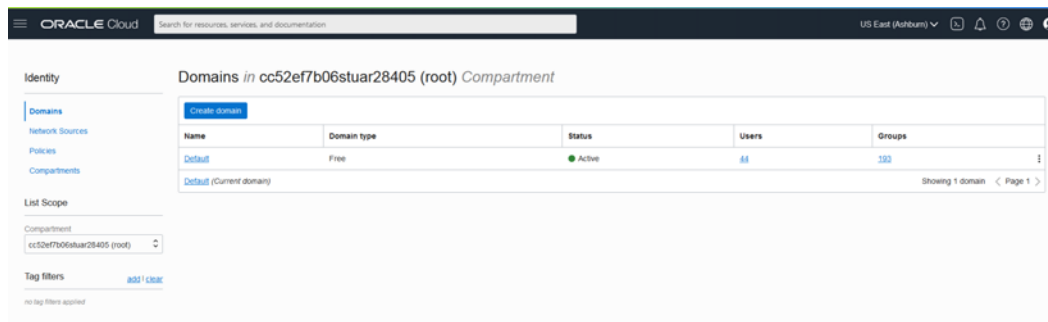 ORACLE Cloud
Search for resources, services, and documentation
US East (Ashburn)
Identity
Domains
Network Sources
Policies
Compartments
List Scope
Compartment
cc52ef7b06stuar28405 (root)
Tag filters
add | clear
no tag filters applied
Domains in cc52ef7b06stuar28405 (root) Compartment
Create domain
Name Domain type Status Users Groups
Default Free Active 44 193
Default (Current domain) Showing 1 domain < Page 1 >